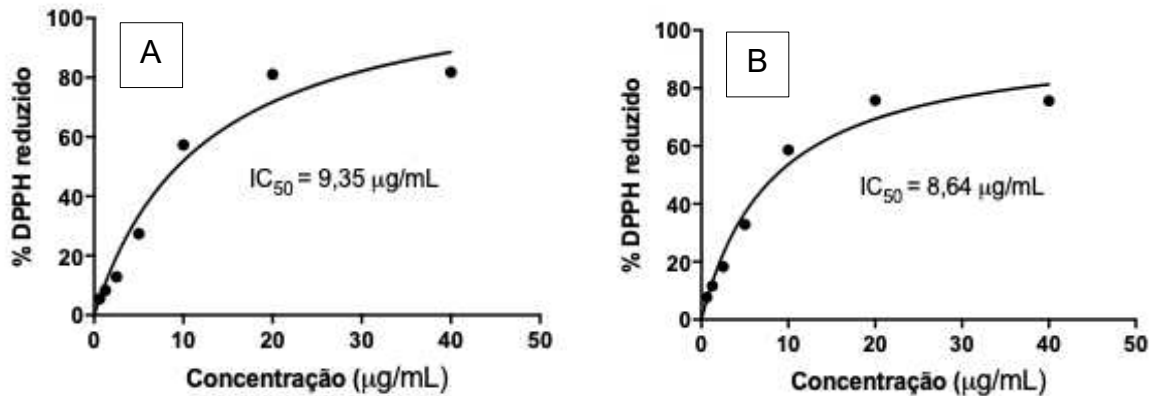 A
% DPPH reduzido
100
80
60
40
20
0
IC50 = 9,35 μg/mL
0 10 20 30 40 50
Concentração (μg/mL)
B
% DPPH reduzido
100
80
60
40
20
0
IC50 = 8,64 μg/mL
0 10 20 30 40 50
Concentração (μg/mL)